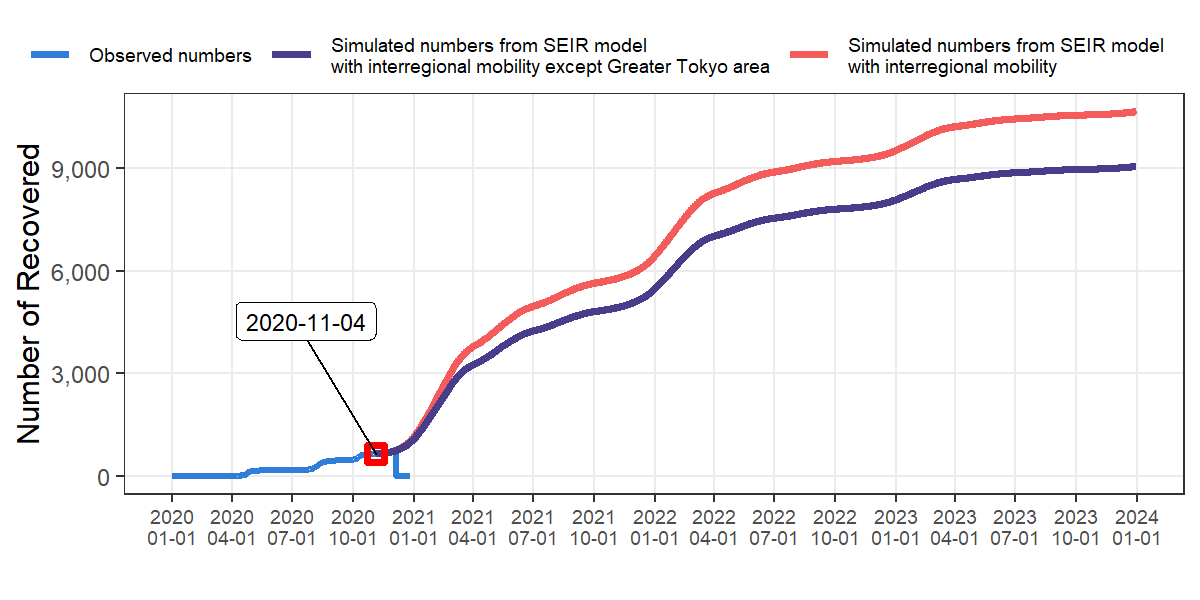 Observed numbers
Simulated numbers from SEIR model
with interregional mobility except Greater Tokyo area
Simulated numbers from SEIR model
with interregional mobility
Number of Recovered
9,000
6,000
3,000
0
2020-11-04
2020 2020 2020 2020 2021 2021 2021 2021 2022 2022 2022 2022 2023 2023 2023 2023 2024
01-01 04-01 07-01 10-01 01-01 04-01 07-01 10-01 01-01 04-01 07-01 10-01 01-01 04-01 07-01 10-01 01-01